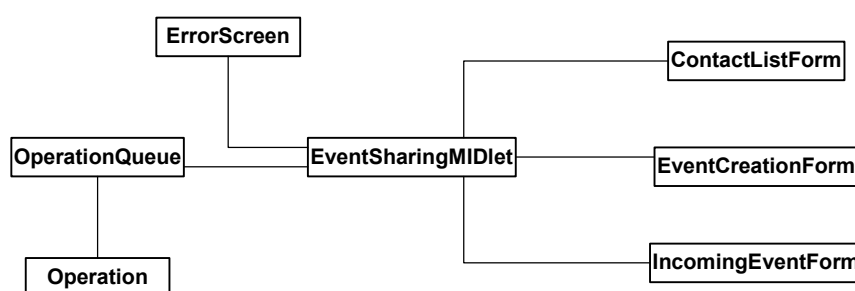 ErrorScreen
ContactListForm
OperationQueue
EventSharingMIDlet
EventCreationForm
Operation
IncomingEventForm